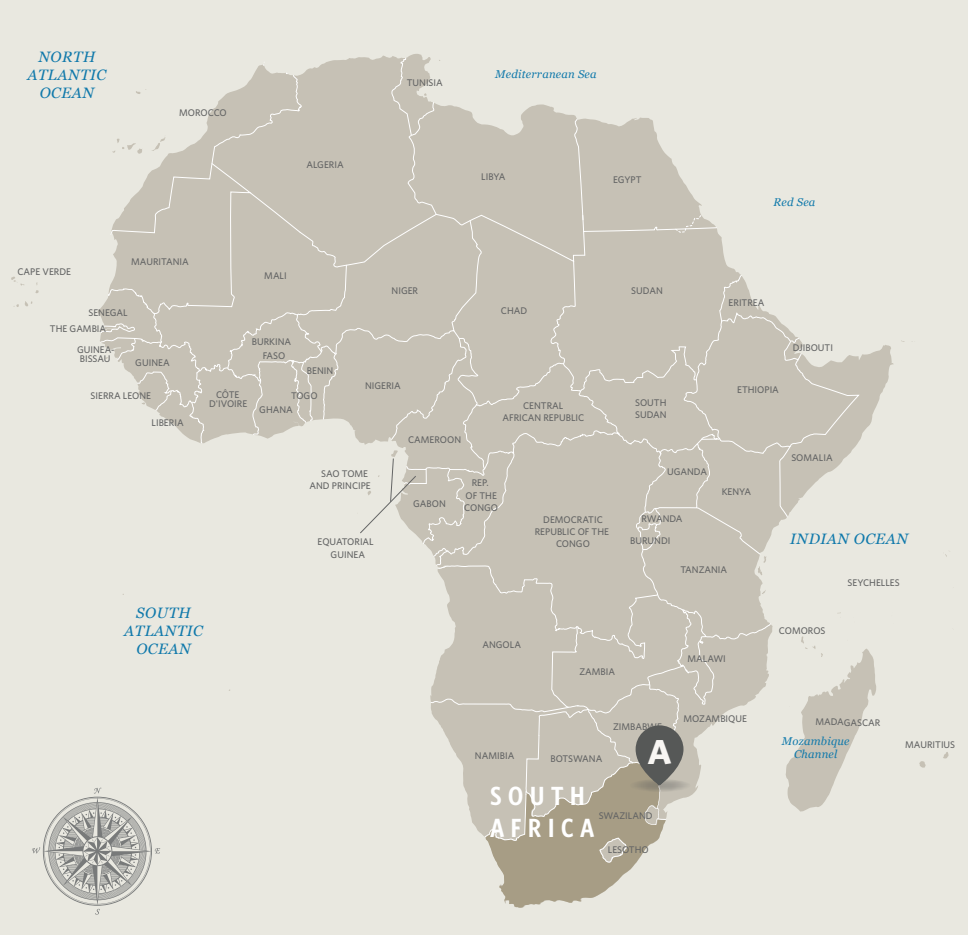 NORTH
ATLANTIC
OCEAN
Mediterranean Sea
TUNISIA
MOROCCO
ALGERIA
LIBYA
EGYPT
Red Sea
MAURITANIA
CAPE VERDE
MALI
NIGER
CHAD
SUDAN
ERITREA
SENEGAL
THE GAMBIA
GUINEA
BISSAU
GUINEA
BURKINA
FASO
BENIN
DJIBOUTI
SIERRA LEONE
CÔTE
D'IVOIRE
GHANA
TOGO
NIGERIA
CENTRAL
AFRICAN REPUBLIC
SOUTH
SUDAN
ETHIOPIA
LIBERIA
CAMEROON
SOMALIA
SAO TOME
AND PRINCIPE
GABON
REP.
OF THE
CONGO
UGANDA
KENYA
DEMOCRATIC
REPUBLIC OF THE
CONGO
RWANDA
BURUNDI
EQUATORIAL
GUINEA
INDIAN OCEAN
TANZANIA
SEYCHELLES
SOUTH
ATLANTIC
OCEAN
COMOROS
ANGOLA
ZAMBIA
MALAWI
MOZAMBIQUE
ZIMBABWE
MADAGASCAR
Mozambique
Channel
MAURITIUS
NAMIBIA
BOTSWANA
A
SOUTH
AFRICA
SWAZILAND
LESOTHO
N
W
E
S